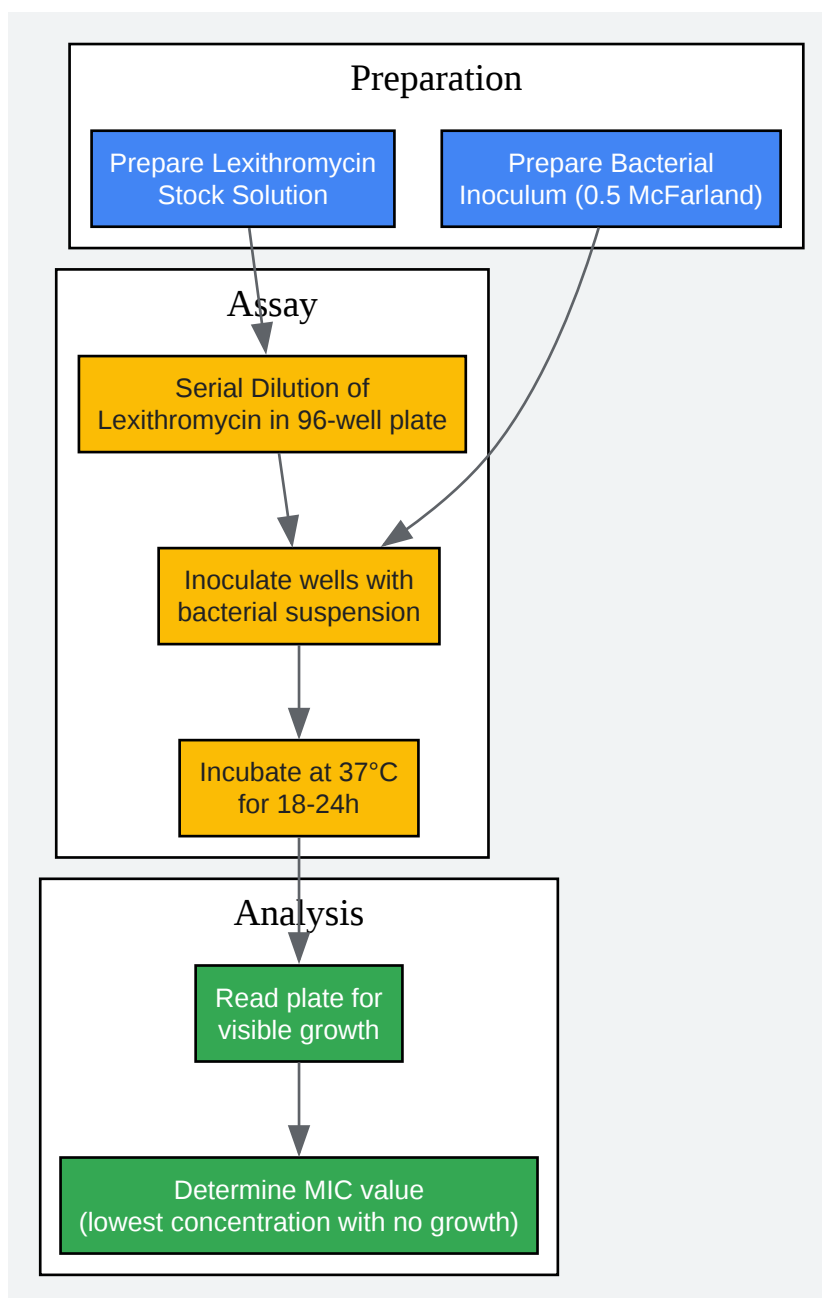 Preparation
Prepare Lexithromycin
Stock Solution
Prepare Bacterial
Inoculum (0.5 McFarland)
Assay
Serial Dilution of
Lexithromycin in 96-well plate
Inoculate wells with
bacterial suspension
Incubate at 37°C
for 18-24h
Analysis
Read plate for
visible growth
Determine MIC value
(lowest concentration with no growth)